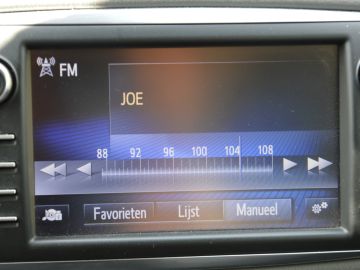 FM
JOE
88 92 96 100 104 108
Favorieten Lijst Manueel